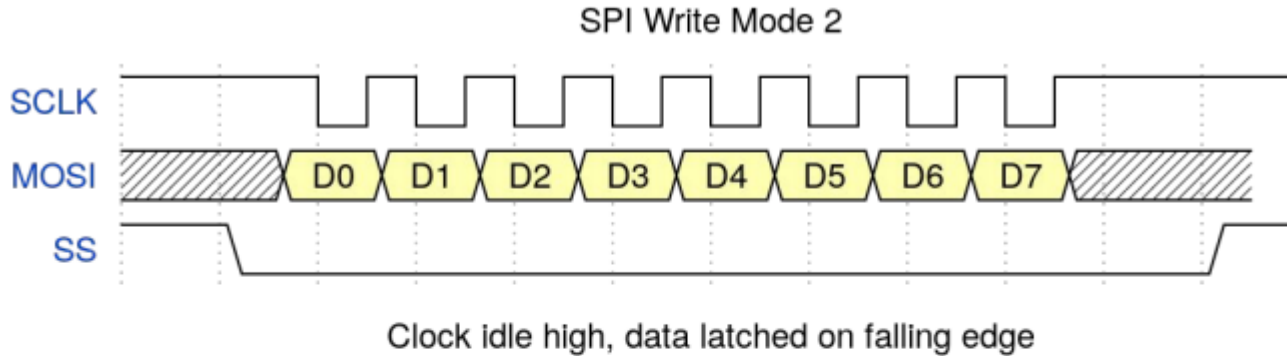 SPI Write Mode 2
SCLK
MOSI D0 D1 D2 D3 D4 D5 D6 D7
SS
Clock idle high, data latched on falling edge